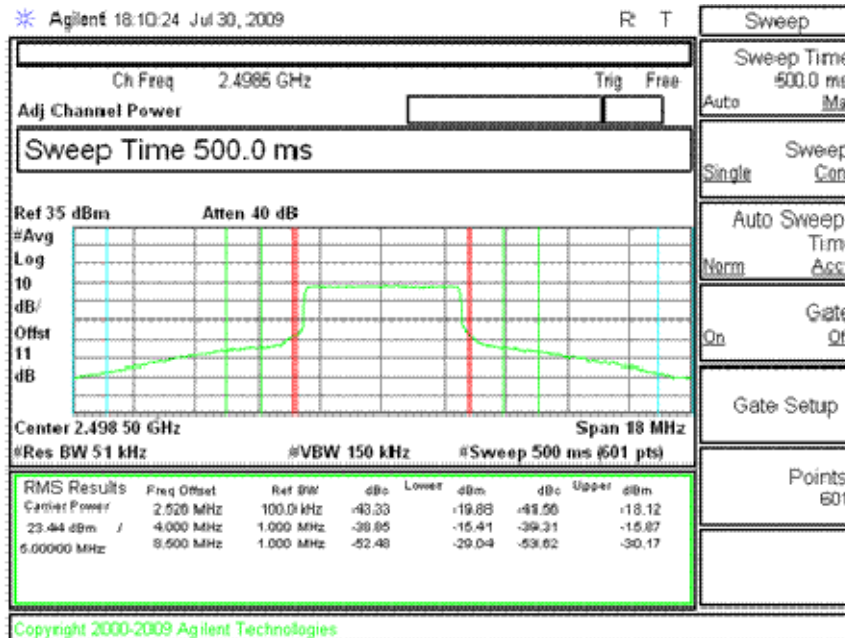 Agilent 18:10:24 Jul 30, 2009 R T
Ch Freq 2.4985 GHz Trig Free
Adj Channel Power
Sweep Time 500.0 ms
Ref 35 dBm Atten 40 dB
#Avg
Log
10
dB/
Offst
11
dB
Center 2.498 50 GHz Span 18 MHz
#Res BW 51 kHz #VBW 150 kHz #Sweep 500 ms (601 pts)
RMS Results Freq Offset Ref BW dBc Lower dBm dBc Upper dBm
Carrier Power 2.528 MHz 100.0 kHz -43.33 -19.88 -41.56 -18.12
23.44 dBm / 4.000 MHz 1.000 MHz -38.85 -15.41 -39.31 -15.87
5.00000 MHz 8.500 MHz 1.000 MHz -52.48 -29.04 -53.62 -30.17
Copyright 2000-2009 Agilent Technologies
Sweep
Sweep Time
500.0 ms
Auto Ma
Sweep
Single Con
Auto Sweep
Time
Norm Acc
Gate
On Of
Gate Setup
Points
601